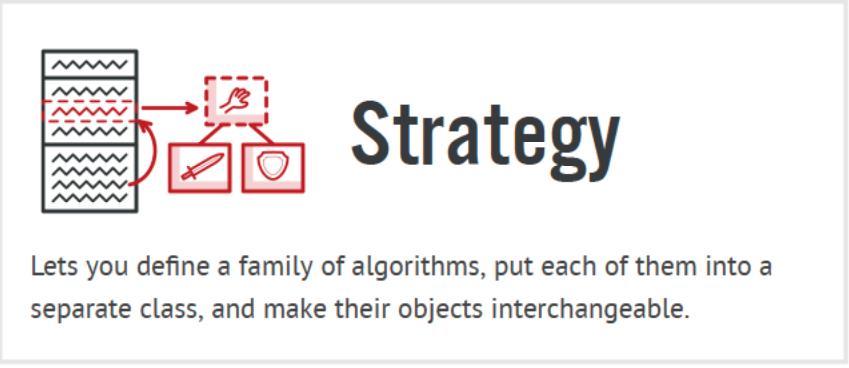 Strategy
Lets you define a family of algorithms, put each of them into a
separate class, and make their objects interchangeable.